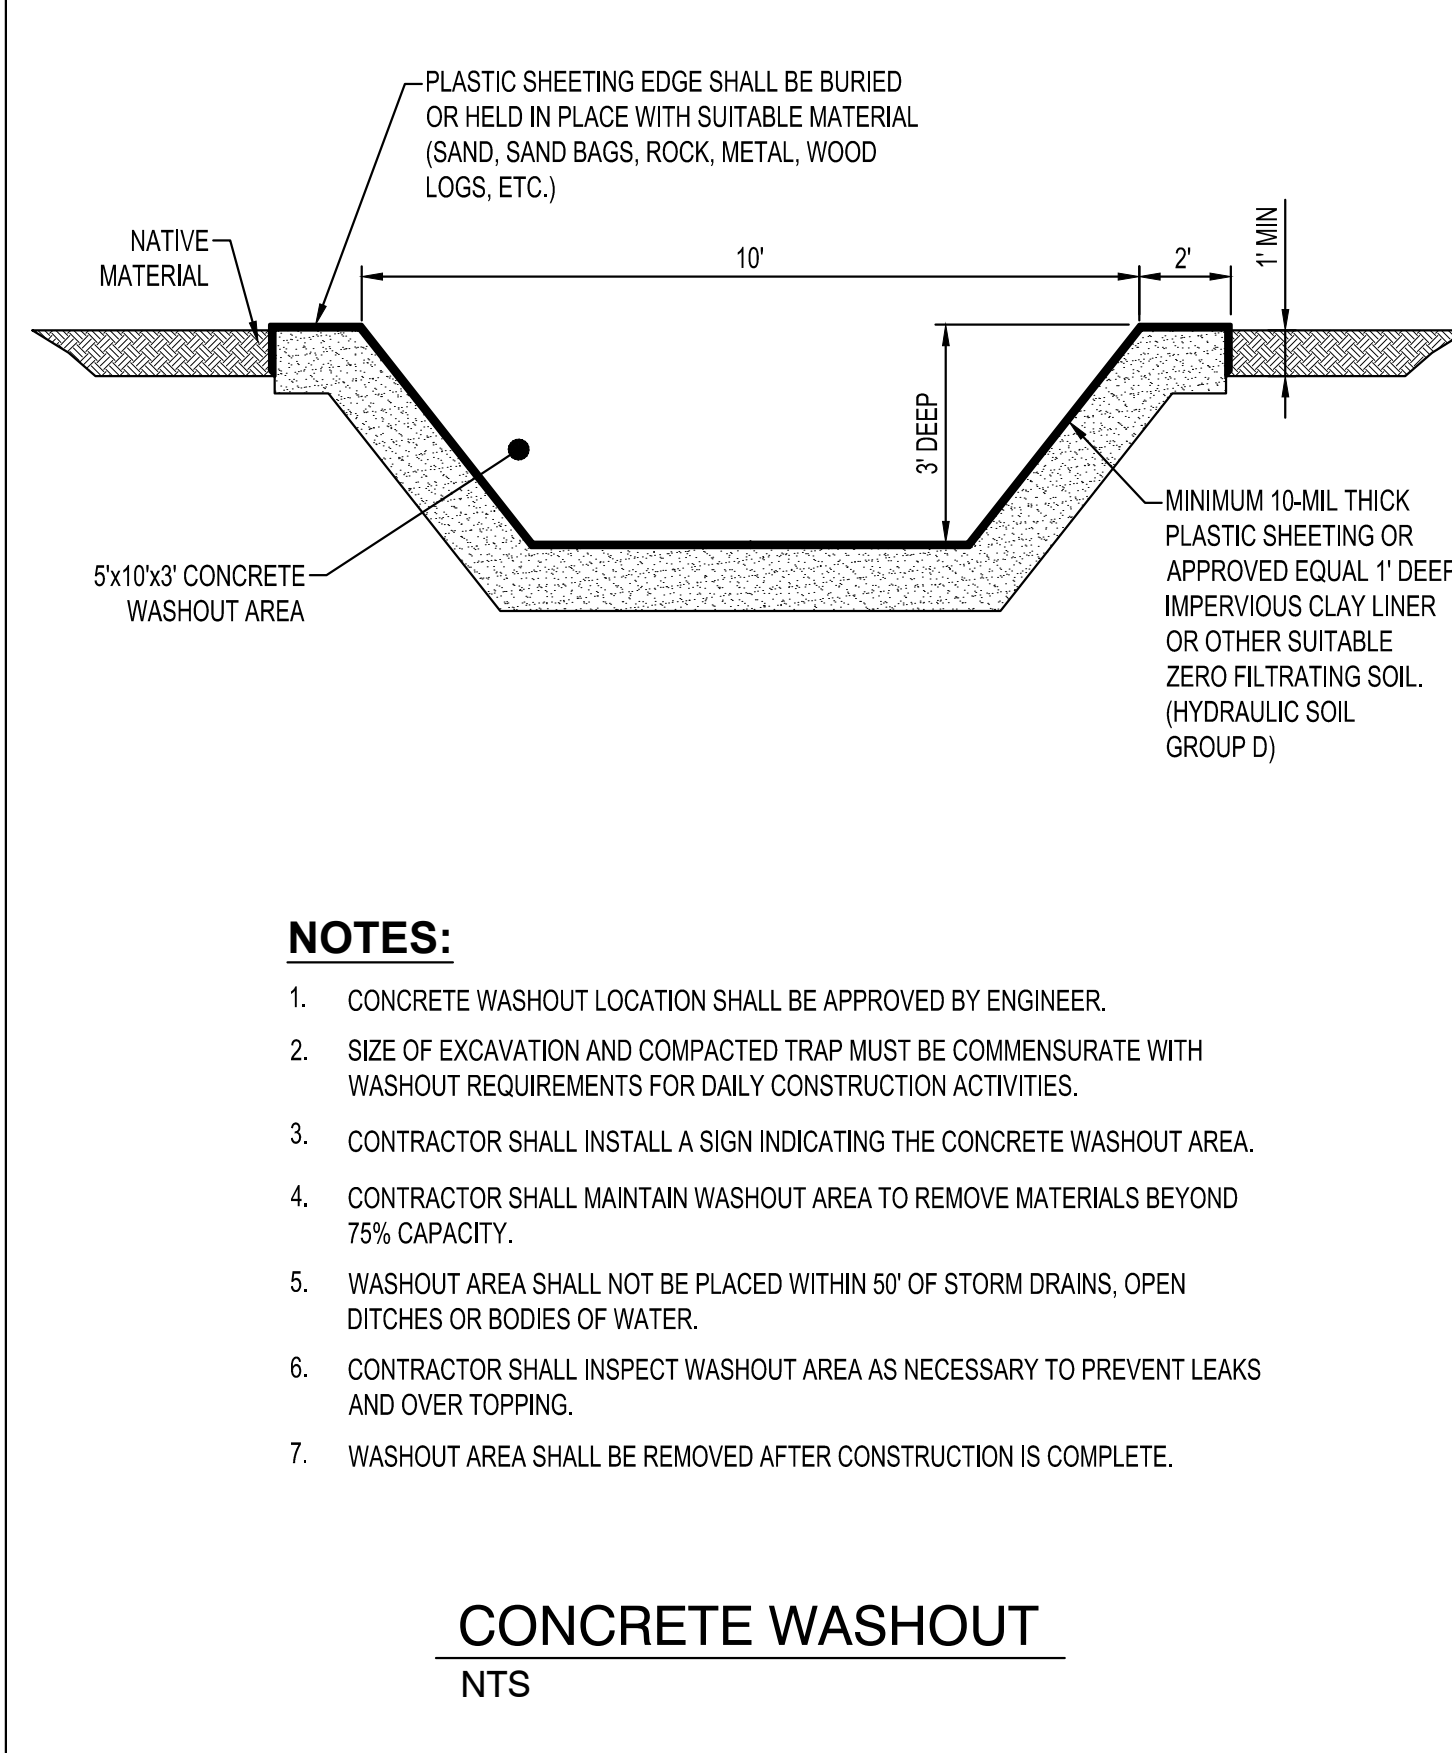 PLASTIC SHEETING EDGE SHALL BE BURIED
OR HELD IN PLACE WITH SUITABLE MATERIAL
(SAND, SAND BAGS, ROCK, METAL, WOOD
LOGS, ETC.)
NATIVE
MATERIAL
10'
2'
1' MIN
3' DEEP
5'x10'x3' CONCRETE
WASHOUT AREA
MINIMUM 10-MIL THICK
PLASTIC SHEETING OR
APPROVED EQUAL 1' DEEP
IMPERVIOUS CLAY LINER
OR OTHER SUITABLE
ZERO FILTRATING SOIL.
(HYDRAULIC SOIL
GROUP D)
NOTES:
1. CONCRETE WASHOUT LOCATION SHALL BE APPROVED BY ENGINEER.
2. SIZE OF EXCAVATION AND COMPACTED TRAP MUST BE COMMENSURATE WITH
WASHOUT REQUIREMENTS FOR DAILY CONSTRUCTION ACTIVITIES.
3. CONTRACTOR SHALL INSTALL A SIGN INDICATING THE CONCRETE WASHOUT AREA.
4. CONTRACTOR SHALL MAINTAIN WASHOUT AREA TO REMOVE MATERIALS BEYOND
75% CAPACITY.
5. WASHOUT AREA SHALL NOT BE PLACED WITHIN 50' OF STORM DRAINS, OPEN
DITCHES OR BODIES OF WATER.
6. CONTRACTOR SHALL INSPECT WASHOUT AREA AS NECESSARY TO PREVENT LEAKS
AND OVER TOPPING.
7. WASHOUT AREA SHALL BE REMOVED AFTER CONSTRUCTION IS COMPLETE.
CONCRETE WASHOUT
NTS